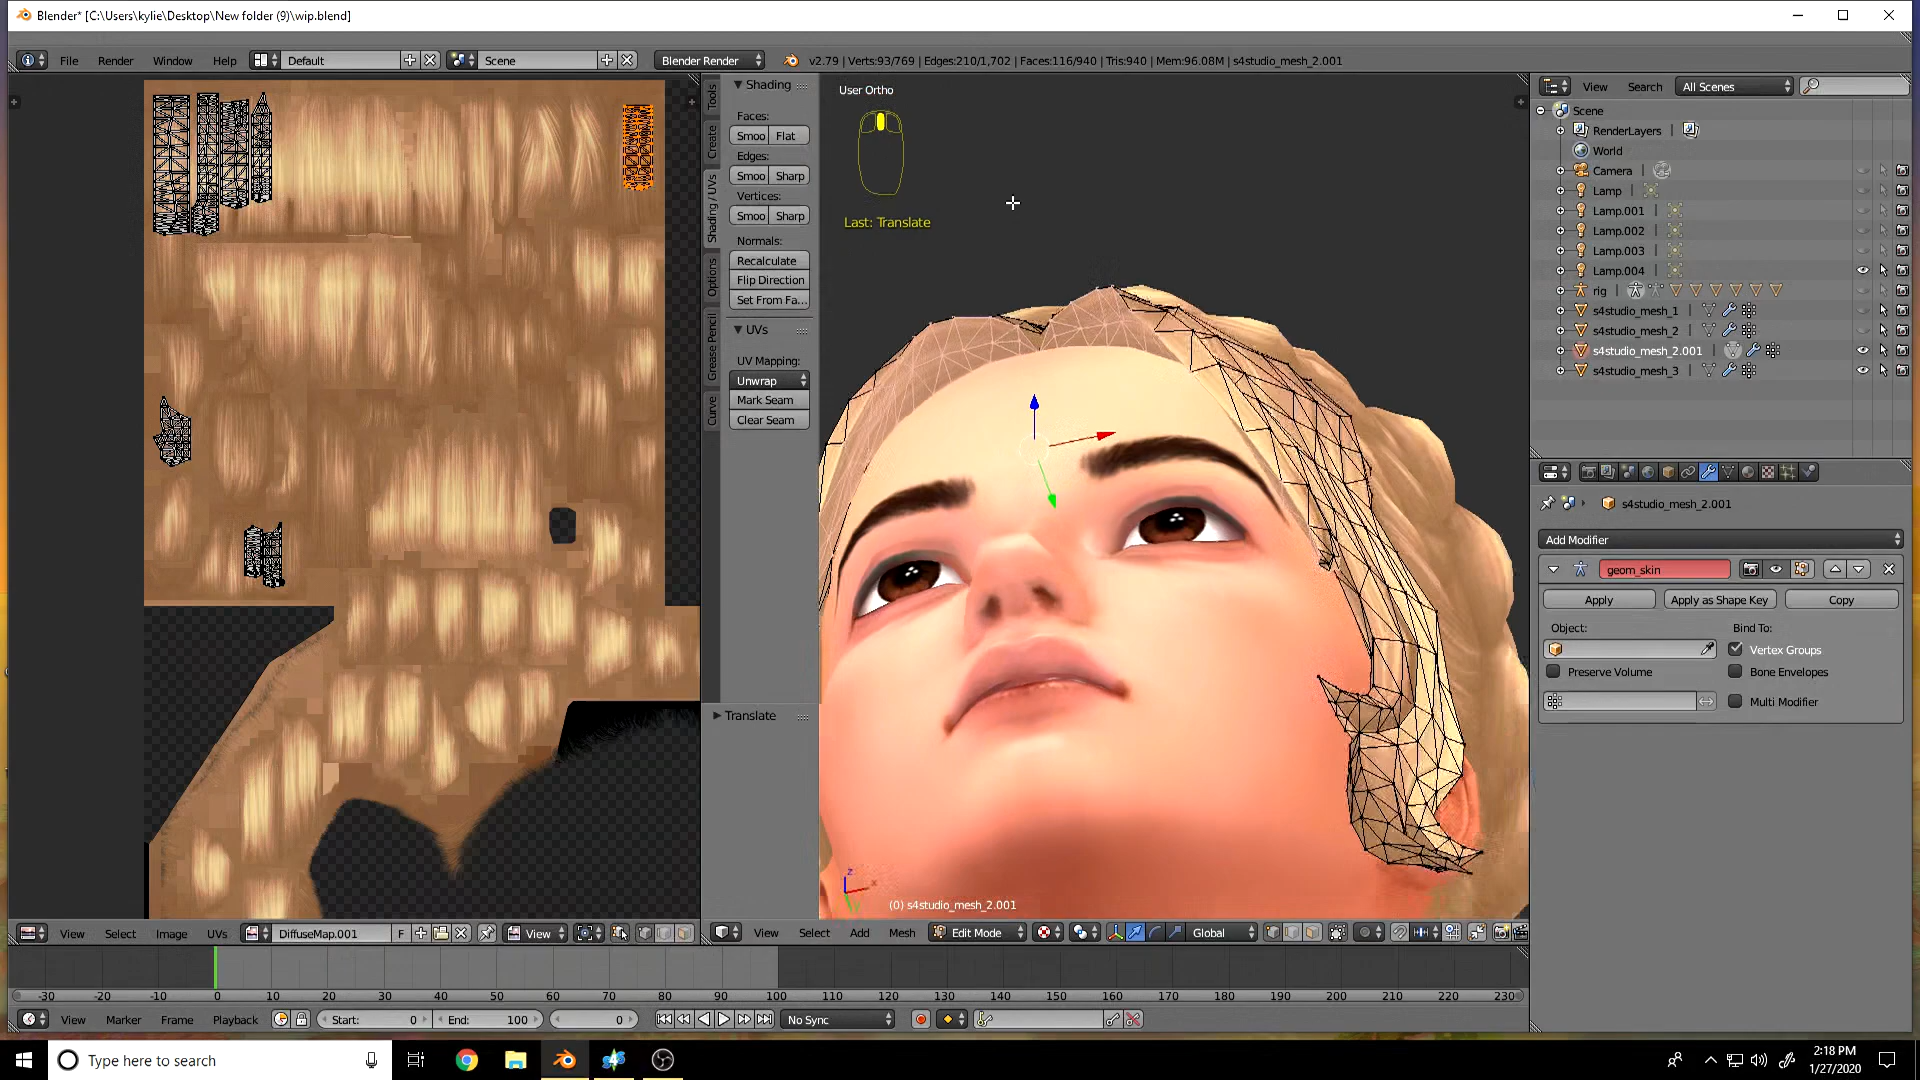 Blender* [C:\Users\kylie\Desktop\New folder (9)\wip.blend]
File Render Window Help Default Scene Blender Render v2.79 | Verts:93/769 | Edges:210/1,702 | Faces:116/940 | Tris:940 | Mem:96.08M | s4studio_mesh_2.001
Tools
Create
Shading / UVs
Options
Grease Pencil
Curve
Shading
Faces:
Smoo Flat
Edges:
Smoo Sharp
Vertices:
Smoo Sharp
Normals:
Recalculate
Flip Direction
Set From Fa...
UVs
UV Mapping:
Unwrap
Mark Seam
Clear Seam
Translate
User Ortho
Last: Translate
z
x
y
(0) s4studio_mesh_2.001
View Search All Scenes
Scene
RenderLayers |
World
Camera |
Lamp |
Lamp.001 |
Lamp.002 |
Lamp.003 |
Lamp.004 |
rig |
s4studio_mesh_1 |
s4studio_mesh_2 |
s4studio_mesh_2.001 |
s4studio_mesh_3 |
s4studio_mesh_2.001
Add Modifier
geom_skin
Apply Apply as Shape Key Copy
Object: Bind To:
Vertex Groups
Preserve Volume Bone Envelopes
Multi Modifier
View Select Image UVs DiffuseMap.001 F View
View Select Add Mesh Edit Mode Global
-30 -20 -10 0 10 20 30 40 50 60 70 80 90 100 110 120 130 140 150 160 170 180 190 200 210 220 230
View Marker Frame Playback Start: 0 End: 100 0 No Sync
Type here to search
2:18 PM
1/27/2020